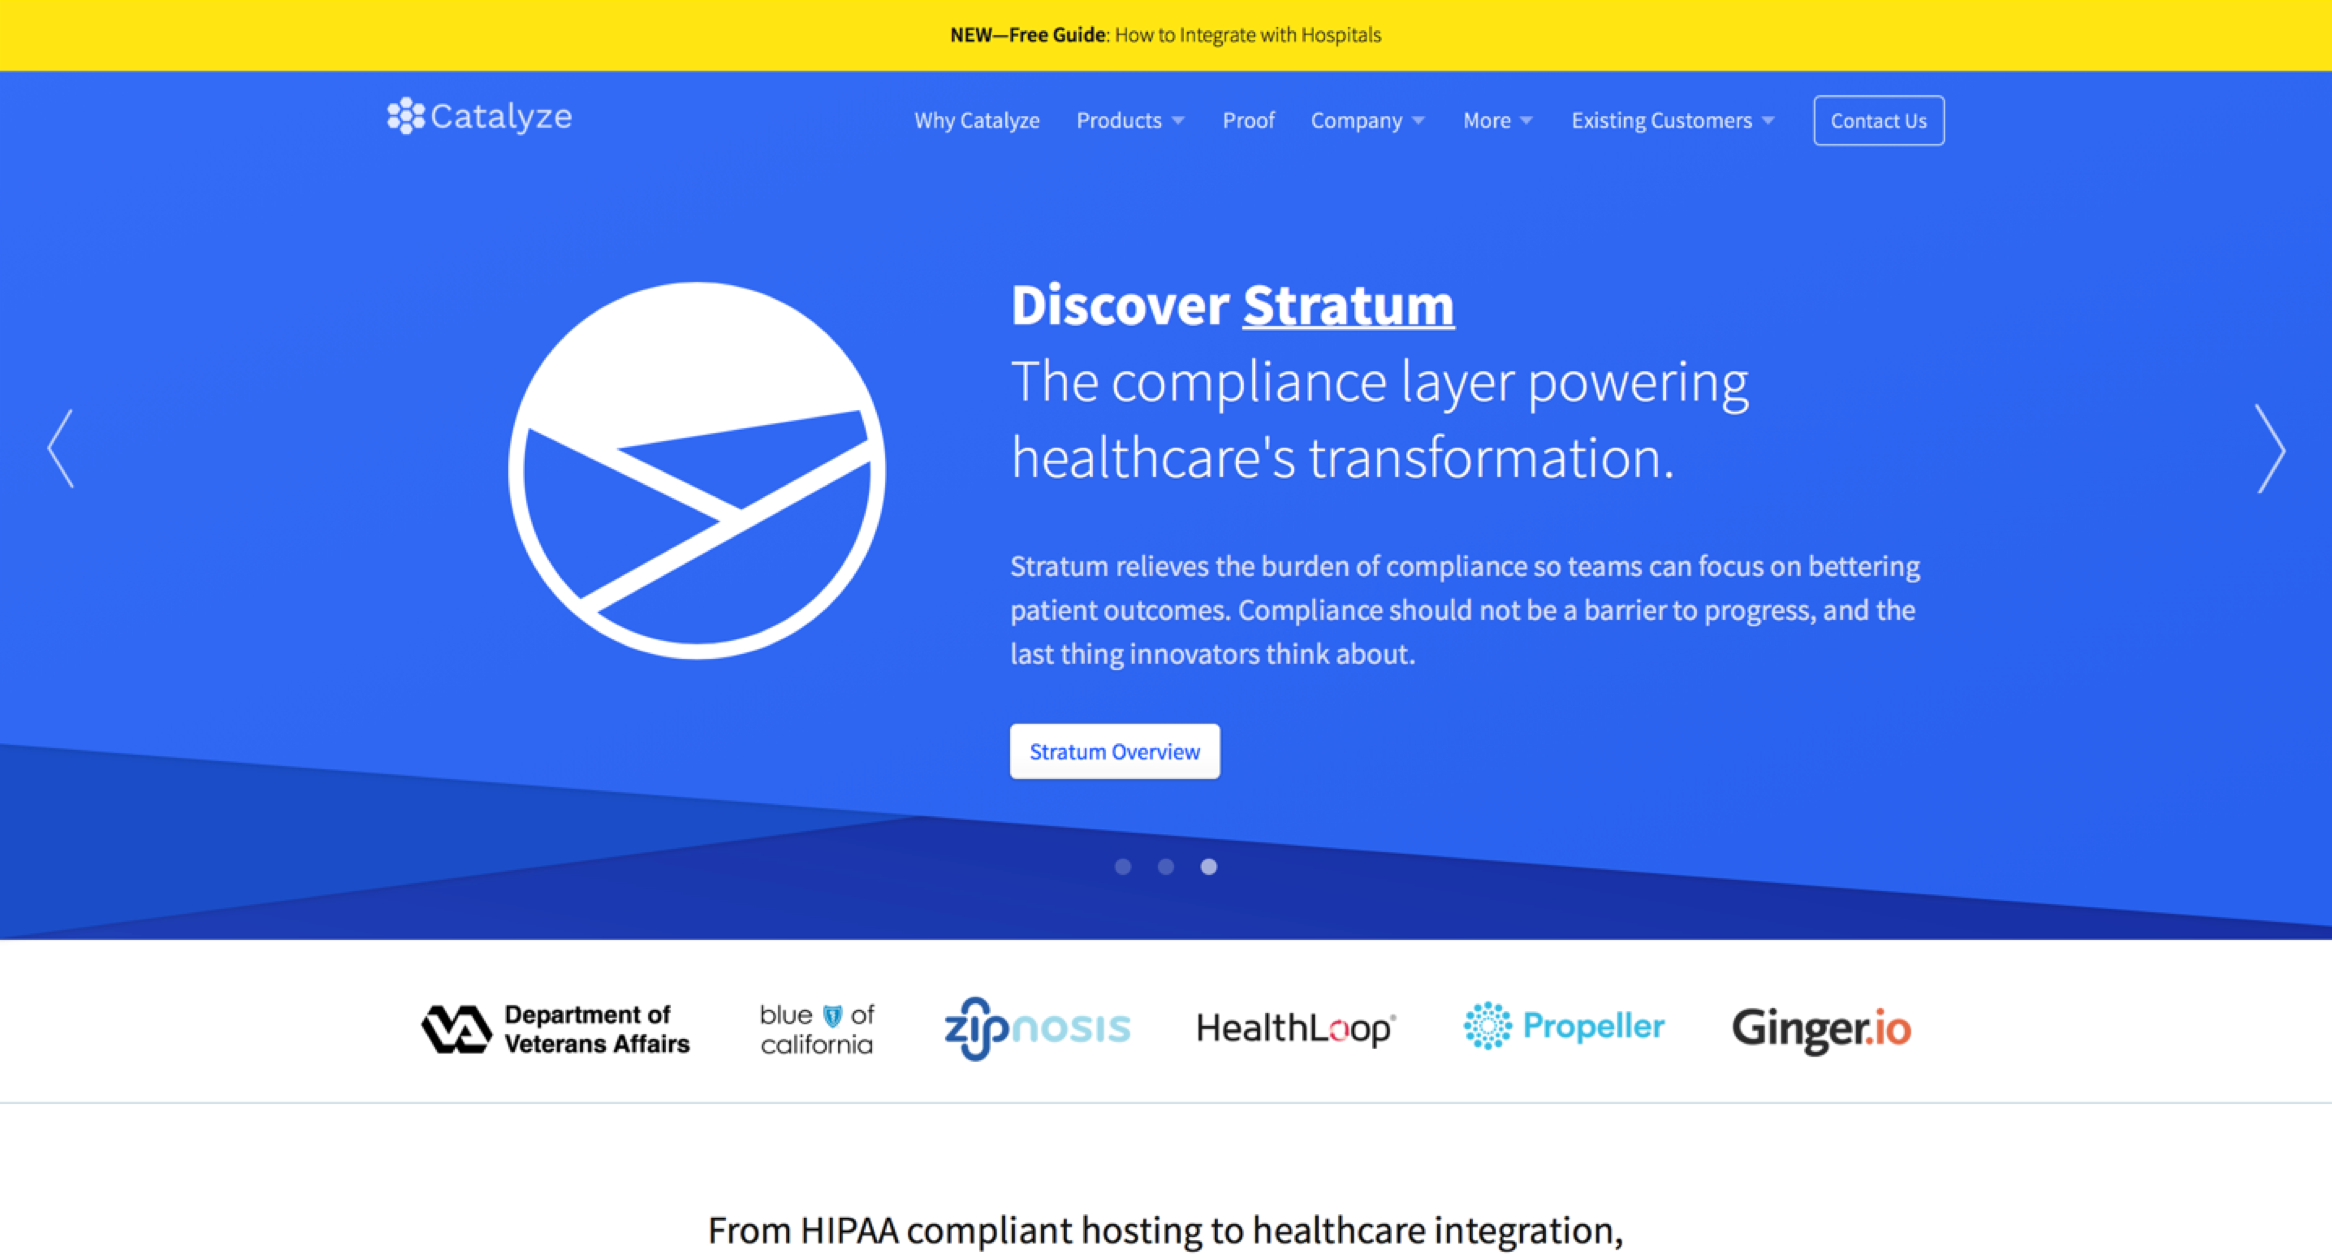 NEW—Free Guide: How to Integrate with Hospitals
Catalyze
Why Catalyze
Products
Proof
Company
More
Existing Customers
Contact Us
Discover Stratum
The compliance layer powering
healthcare's transformation.
Stratum relieves the burden of compliance so teams can focus on bettering
patient outcomes. Compliance should not be a barrier to progress, and the
last thing innovators think about.
Stratum Overview
VA
Department of
Veterans Affairs
blue of
california
zipnosis
HealthLoop®
Propeller
Ginger.io
From HIPAA compliant hosting to healthcare integration,